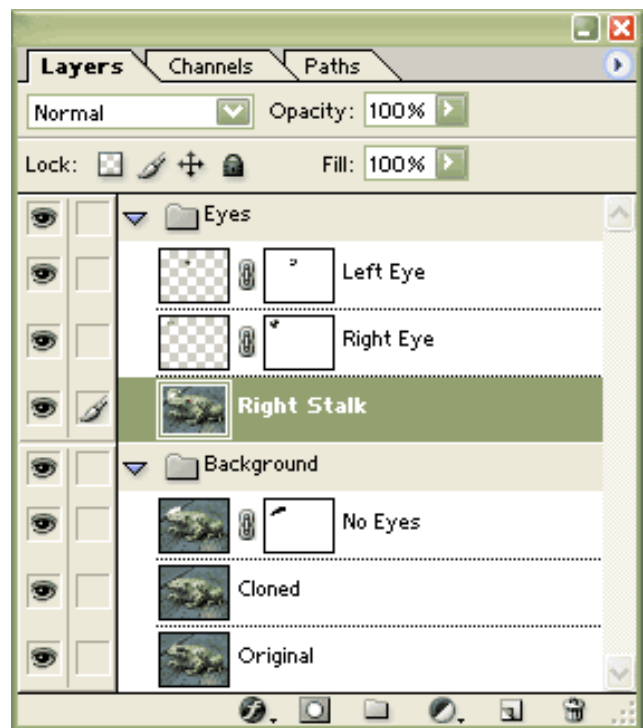 Layers Channels Paths
Normal Opacity: 100%
Lock: Fill: 100%
Eyes
Left Eye
Right Eye
Right Stalk
Background
No Eyes
Cloned
Original